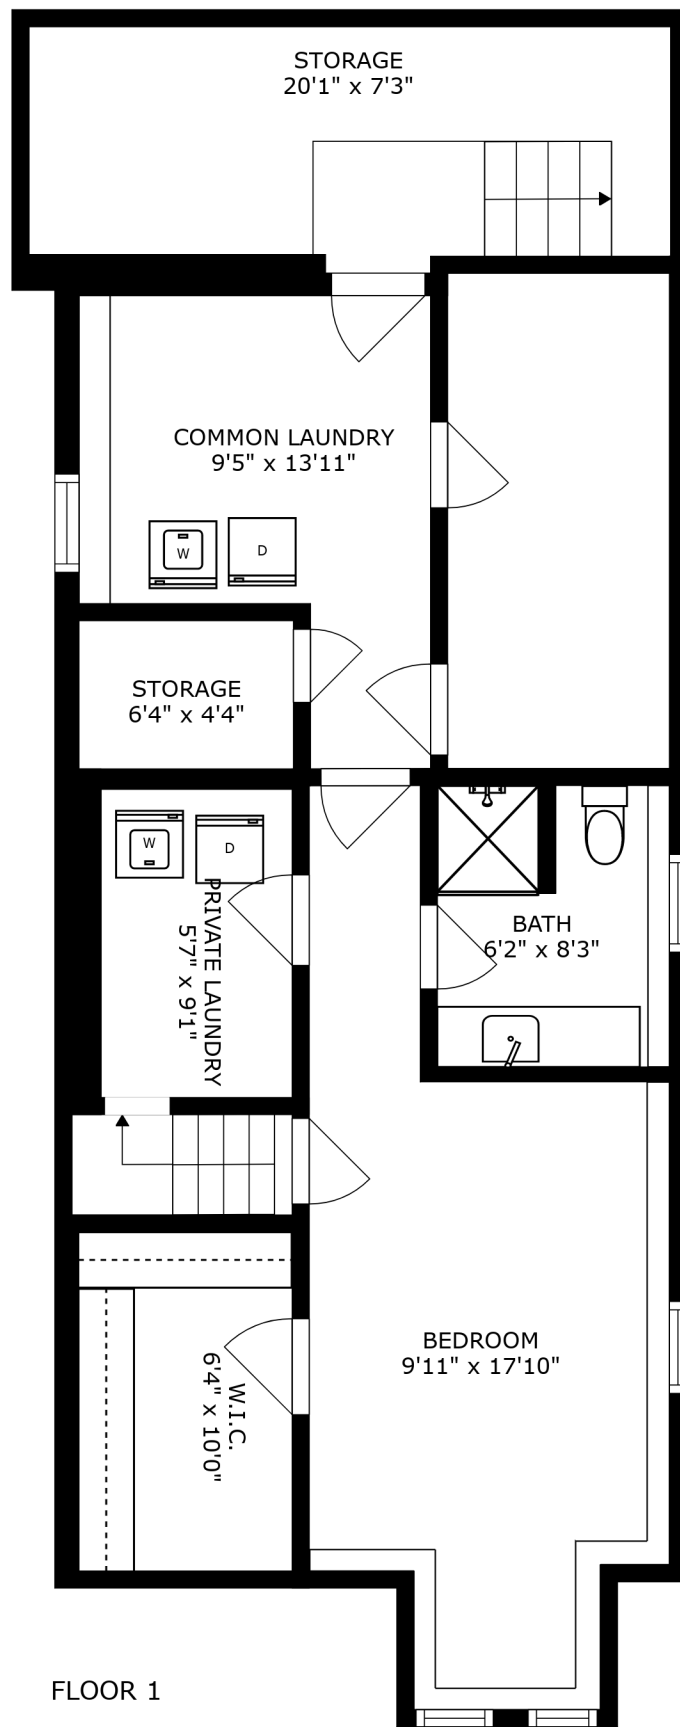 STORAGE
20'1" x 7'3"
COMMON LAUNDRY
9'5" x 13'11"
W
D
STORAGE
6'4" x 4'4"
W
D
PRIVATE LAUNDRY
5'7" x 9'1"
BATH
6'2" x 8'3"
BEDROOM
9'11" x 17'10"
W.I.C.
6'4" x 10'0"
FLOOR 1